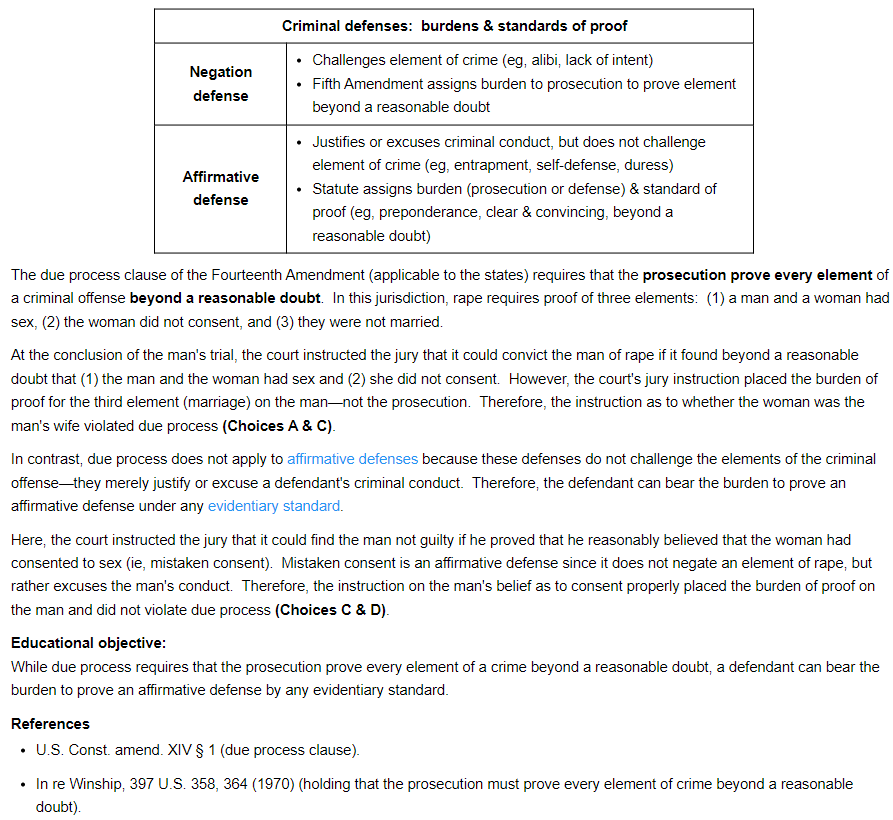 Criminal defenses: burdens & standards of proof
Negation
defense
• Challenges element of crime (eg, alibi, lack of intent)
• Fifth Amendment assigns burden to prosecution to prove element
beyond a reasonable doubt
Affirmative
defense
• Justifies or excuses criminal conduct, but does not challenge
element of crime (eg, entrapment, self-defense, duress)
• Statute assigns burden (prosecution or defense) & standard of
proof (eg, preponderance, clear & convincing, beyond a
reasonable doubt)
The due process clause of the Fourteenth Amendment (applicable to the states) requires that the prosecution prove every element of
a criminal offense beyond a reasonable doubt. In this jurisdiction, rape requires proof of three elements: (1) a man and a woman had
sex, (2) the woman did not consent, and (3) they were not married.
At the conclusion of the man's trial, the court instructed the jury that it could convict the man of rape if it found beyond a reasonable
doubt that (1) the man and the woman had sex and (2) she did not consent. However, the court's jury instruction placed the burden of
proof for the third element (marriage) on the man—not the prosecution. Therefore, the instruction as to whether the woman was the
man's wife violated due process (Choices A & C).
In contrast, due process does not apply to affirmative defenses because these defenses do not challenge the elements of the criminal
offense—they merely justify or excuse a defendant's criminal conduct. Therefore, the defendant can bear the burden to prove an
affirmative defense under any evidentiary standard.
Here, the court instructed the jury that it could find the man not guilty if he proved that he reasonably believed that the woman had
consented to sex (ie, mistaken consent). Mistaken consent is an affirmative defense since it does not negate an element of rape, but
rather excuses the man's conduct. Therefore, the instruction on the man's belief as to consent properly placed the burden of proof on
the man and did not violate due process (Choices C & D).
Educational objective:
While due process requires that the prosecution prove every element of a crime beyond a reasonable doubt, a defendant can bear the
burden to prove an affirmative defense by any evidentiary standard.
References
• U.S. Const. amend. XIV § 1 (due process clause).
• In re Winship, 397 U.S. 358, 364 (1970) (holding that the prosecution must prove every element of crime beyond a reasonable
doubt).